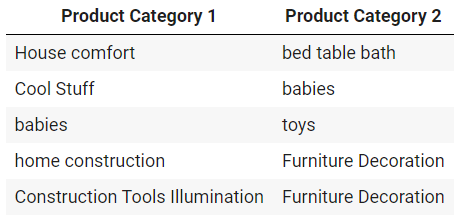 Product Category 1 Product Category 2
House comfort bed table bath
Cool Stuff babies
babies toys
home construction Furniture Decoration
Construction Tools Illumination Furniture Decoration